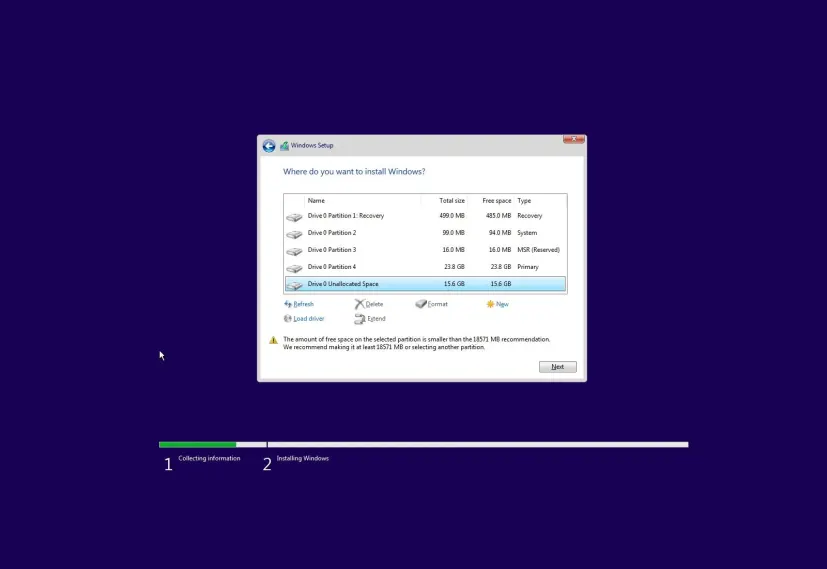 Windows Setup
Where do you want to install Windows?
Name Total size Free space Type
Drive 0 Partition 1: Recovery 499.0 MB 485.0 MB Recovery
Drive 0 Partition 2 99.0 MB 94.0 MB System
Drive 0 Partition 3 16.0 MB 16.0 MB MSR (Reserved)
Drive 0 Partition 4 23.8 GB 23.8 GB Primary
Drive 0 Unallocated Space 15.6 GB 15.6 GB
Refresh Delete Format New
Load driver Extend
The amount of free space on the selected partition is smaller than the 18571 MB recommendation.
We recommend making it at least 18571 MB or selecting another partition.
Next
1 Collecting information 2 Installing Windows